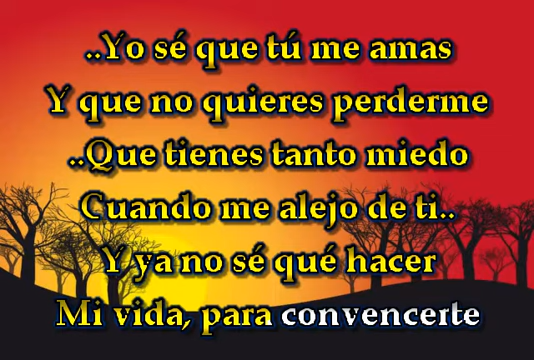 ..Yo sé que tú me amas
Y que no quieres perderme
..Que tienes tanto miedo
Cuando me alejo de ti..
Y ya no sé qué hacer
Mi vida, para convencerte